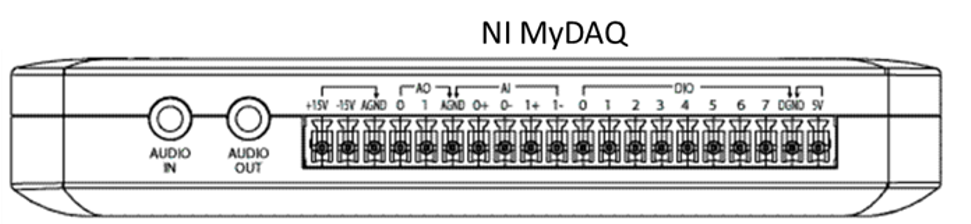 NI MyDAQ
AO AI DIO
+15V -15V AGND 0 1 AGND 0+ 0- 1+ 1- 0 1 2 3 4 5 6 7 DGND 5V
AUDIO IN
AUDIO OUT